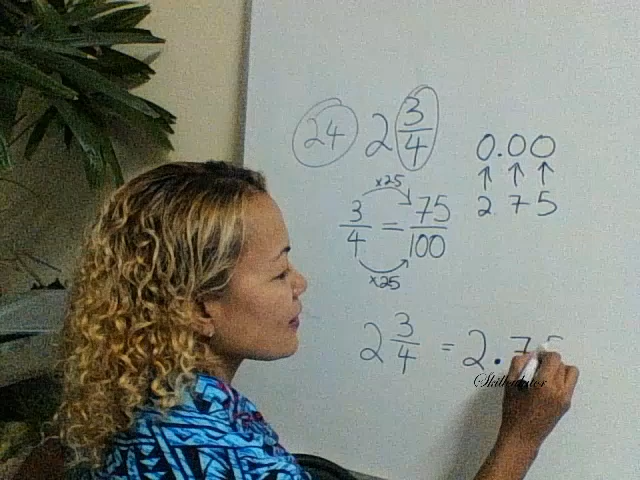 24 2 3/4
0.00
2 7 5
×25
3/4 = 75/100
×25
2 3/4 = 2.75